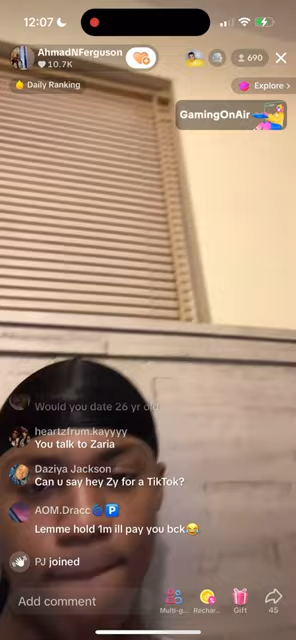 12:07
AhmadNFerguson
10.7K
690
Daily Ranking
Explore >
GamingOnAir
Would you date 26 yr old
heartzfrum.kayyyy
You talk to Zaria
Daziya Jackson
Can u say hey Zy for a TikTok?
AOM.Dracc🌀🅿️
Lemme hold 1m ill pay you bck😂
PJ joined
Add comment
Multi-g...
Rechar...
Gift
45